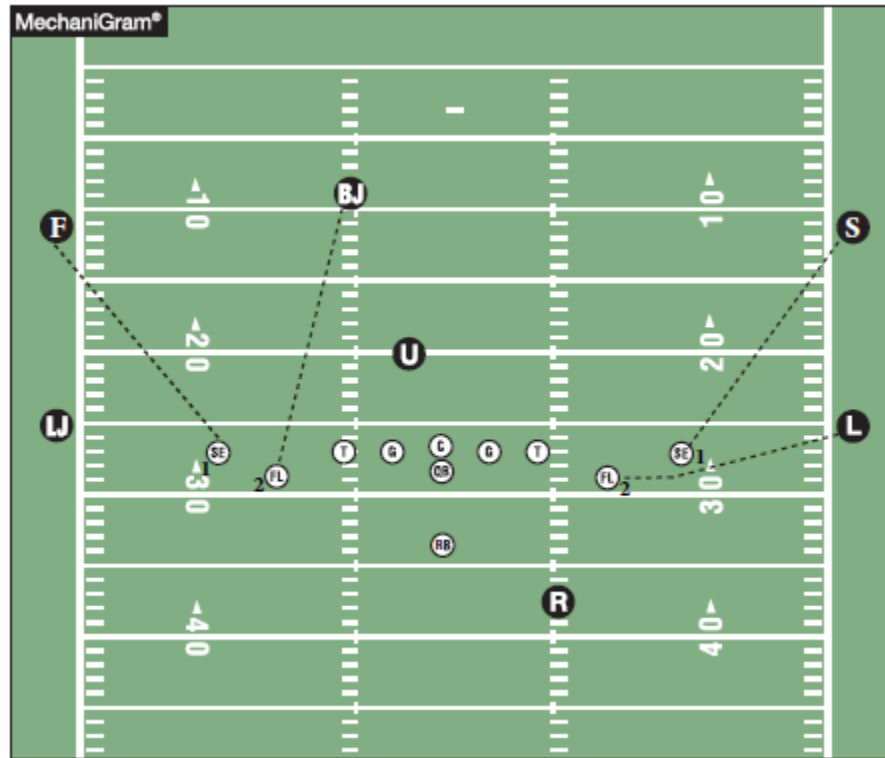 MechaniGram®
BJ
◂10
10▸
F
S
◂20
20▸
U
LJ
L
SE 1
T
G
C
G
T
SE 1
QB
FL 2
FL 2
◂30
30▸
RB
R
◂40
40▸